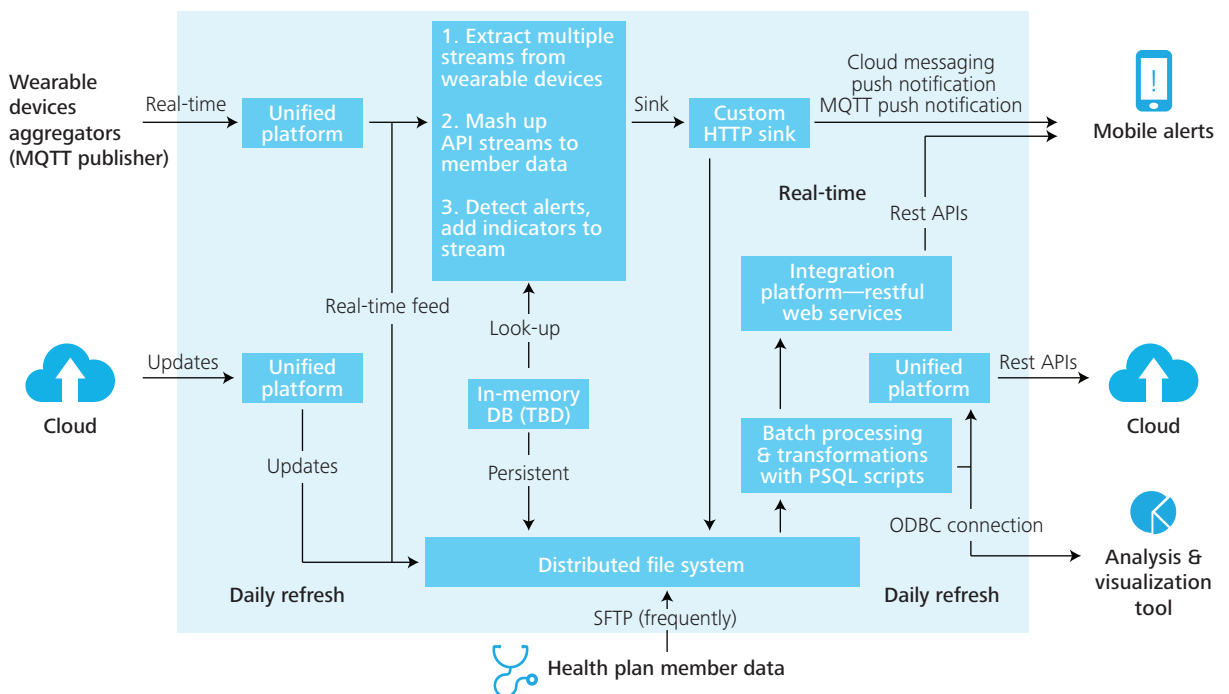 Wearable
devices
aggregators
(MQTT publisher)
Real-time
Unified
platform
1. Extract multiple
streams from
wearable devices
2. Mash up
API streams to
member data
3. Detect alerts,
add indicators to
stream
Sink
Custom
HTTP sink
Cloud messaging
push notification
MQTT push notification
!
Mobile alerts
Real-time
Rest APIs
Integration
platform—restful
web services
Real-time feed
Look-up
Updates
Cloud
Unified
platform
Updates
In-memory
DB (TBD)
Persistent
Unified
platform
Rest APIs
Cloud
Batch processing
& transformations
with PSQL scripts
ODBC connection
Analysis &
visualization
tool
Distributed file system
Daily refresh
Daily refresh
SFTP (frequently)
Health plan member data